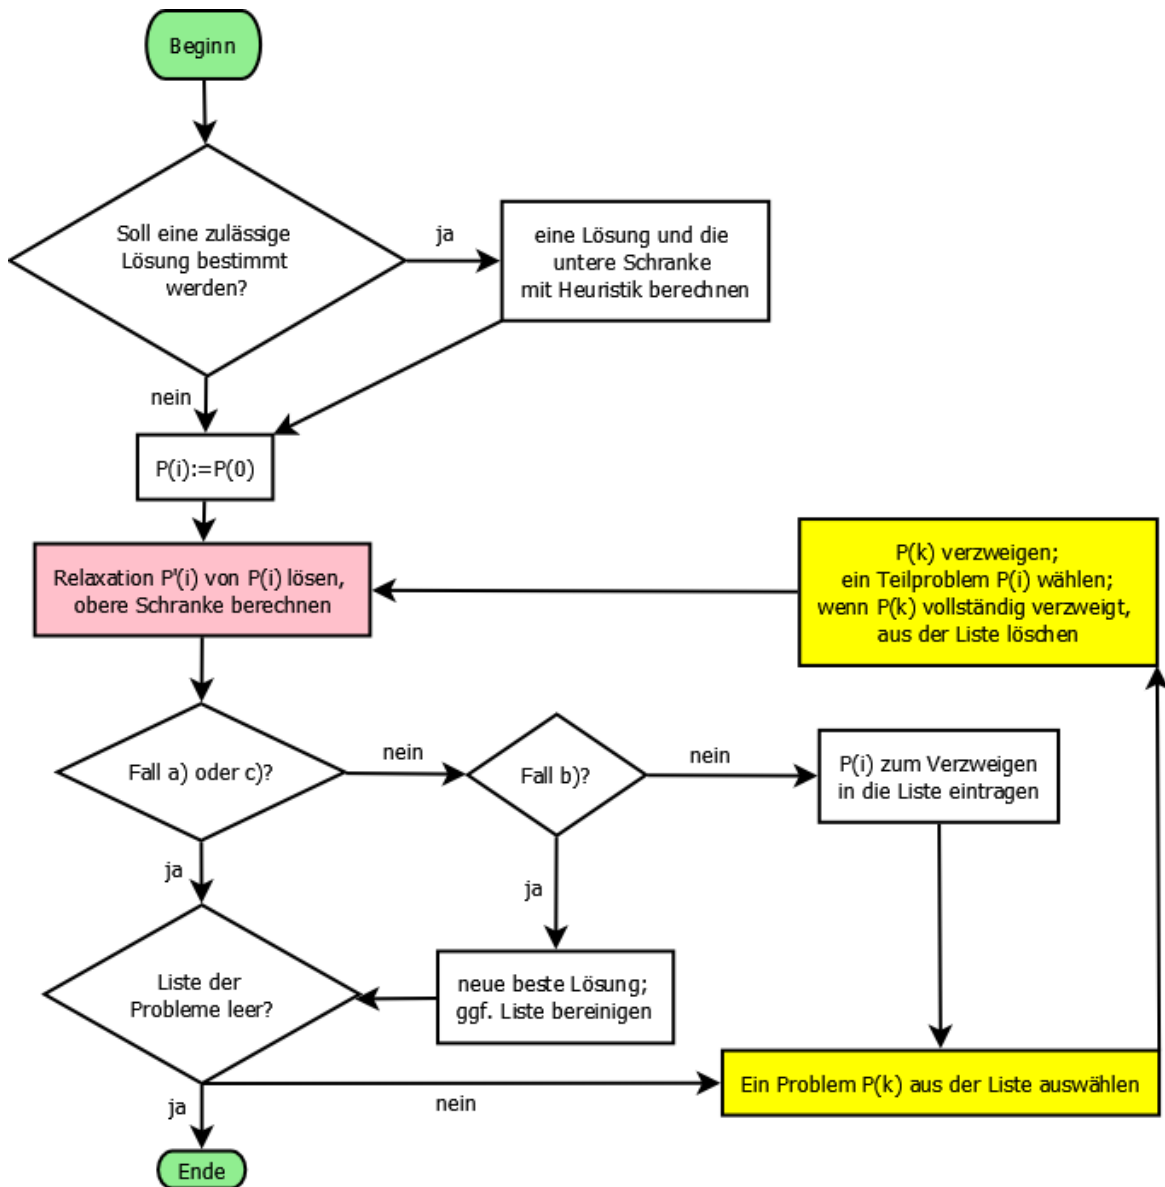 Beginn
Soll eine zulässige
Lösung bestimmt
werden?
ja
eine Lösung und die
untere Schranke
mit Heuristik berechnen
nein
P(i):=P(0)
Relaxation P'(i) von P(i) lösen,
obere Schranke berechnen
P(k) verzweigen;
ein Teilproblem P(i) wählen;
wenn P(k) vollständig verzweigt,
aus der Liste löschen
Fall a) oder c)?
nein
Fall b)?
nein
P(i) zum Verzweigen
in die Liste eintragen
ja
ja
Liste der
Probleme leer?
neue beste Lösung;
ggf. Liste bereinigen
Ein Problem P(k) aus der Liste auswählen
ja
nein
Ende